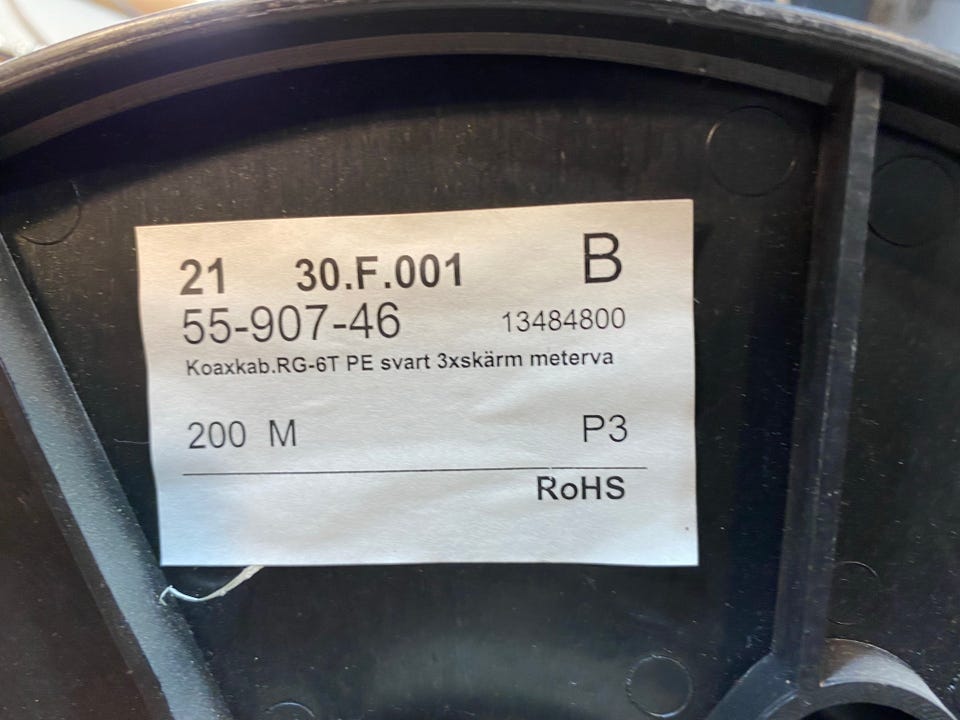 21 30.F.001 B
55-907-46 13484800
Koaxkab.RG-6T PE svart 3xskärm meterva
200 M P3
RoHS